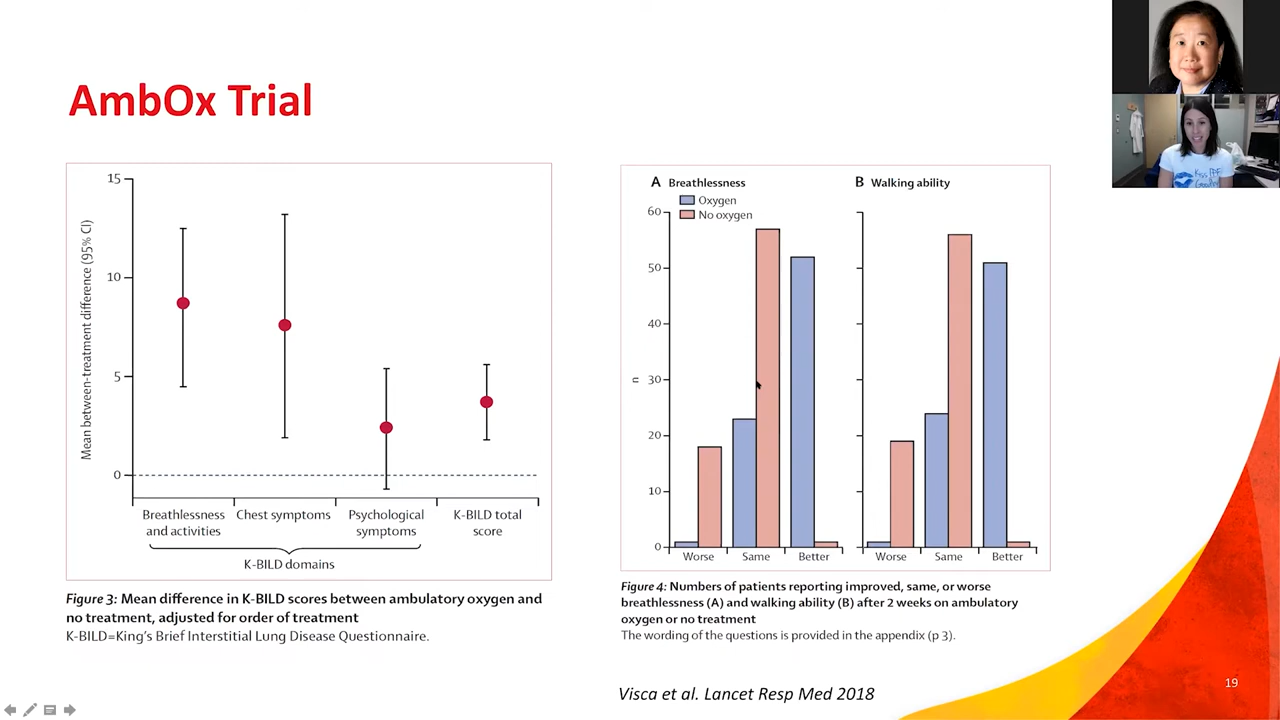 AmbOx Trial
15
10
5
0
Mean between-treatment difference (95% CI)
Breathlessness
and activities
Chest symptoms
Psychological
symptoms
K-BILD total
score
K-BILD domains
Figure 3: Mean difference in K-BILD scores between ambulatory oxygen and
no treatment, adjusted for order of treatment
K-BILD=King's Brief Interstitial Lung Disease Questionnaire.
A Breathlessness
Oxygen
No oxygen
60
50
40
30
20
10
0
n
Worse
Same
Better
B Walking ability
Worse
Same
Better
Figure 4: Numbers of patients reporting improved, same, or worse
breathlessness (A) and walking ability (B) after 2 weeks on ambulatory
oxygen or no treatment
The wording of the questions is provided in the appendix (p 3).
Visca et al. Lancet Resp Med 2018
19